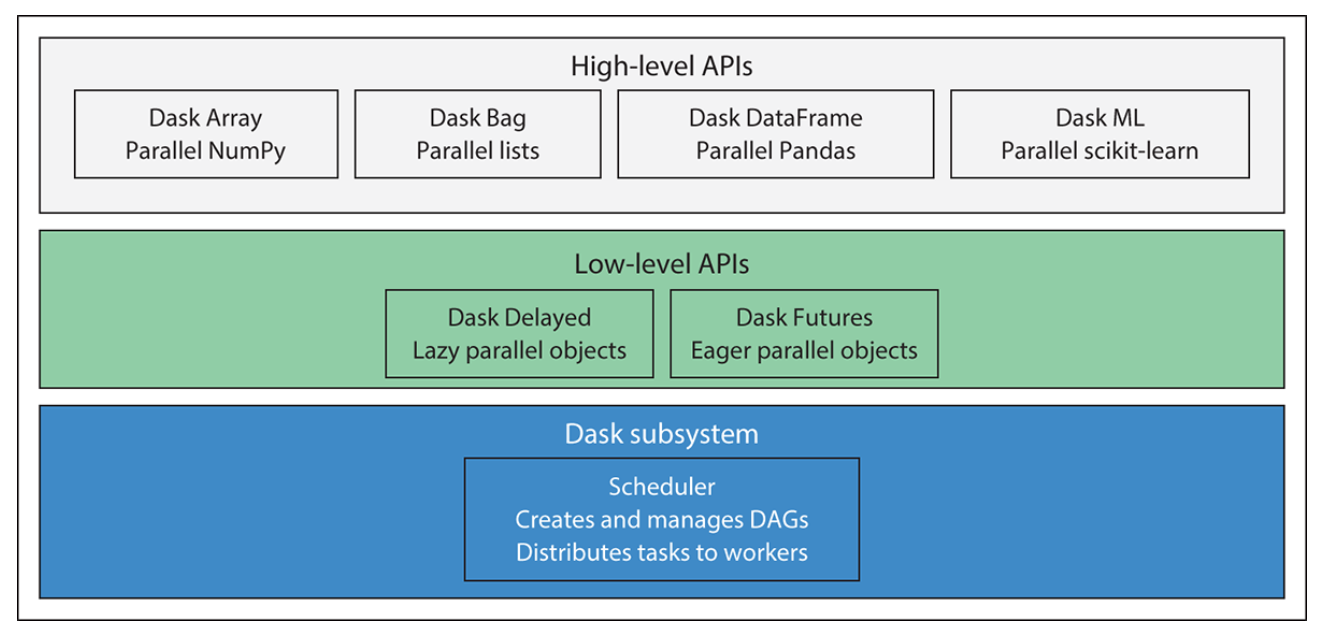 High-level APIs
Dask Array
Parallel NumPy
Dask Bag
Parallel lists
Dask DataFrame
Parallel Pandas
Dask ML
Parallel scikit-learn
Low-level APIs
Dask Delayed
Lazy parallel objects
Dask Futures
Eager parallel objects
Dask subsystem
Scheduler
Creates and manages DAGs
Distributes tasks to workers